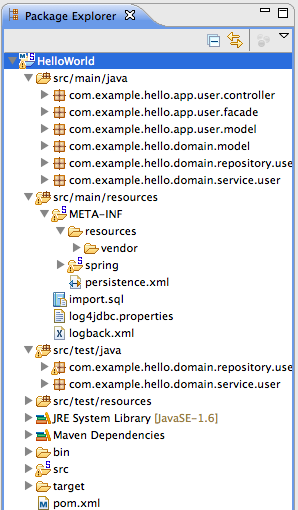 Package Explorer
HelloWorld
src/main/java
com.example.hello.app.user.controller
com.example.hello.app.user.facade
com.example.hello.app.user.model
com.example.hello.domain.model
com.example.hello.domain.repository.use
com.example.hello.domain.service.user
src/main/resources
META-INF
resources
vendor
spring
persistence.xml
import.sql
log4jdbc.properties
logback.xml
src/test/java
com.example.hello.domain.repository.use
com.example.hello.domain.service.user
src/test/resources
JRE System Library [JavaSE-1.6]
Maven Dependencies
bin
src
target
pom.xml